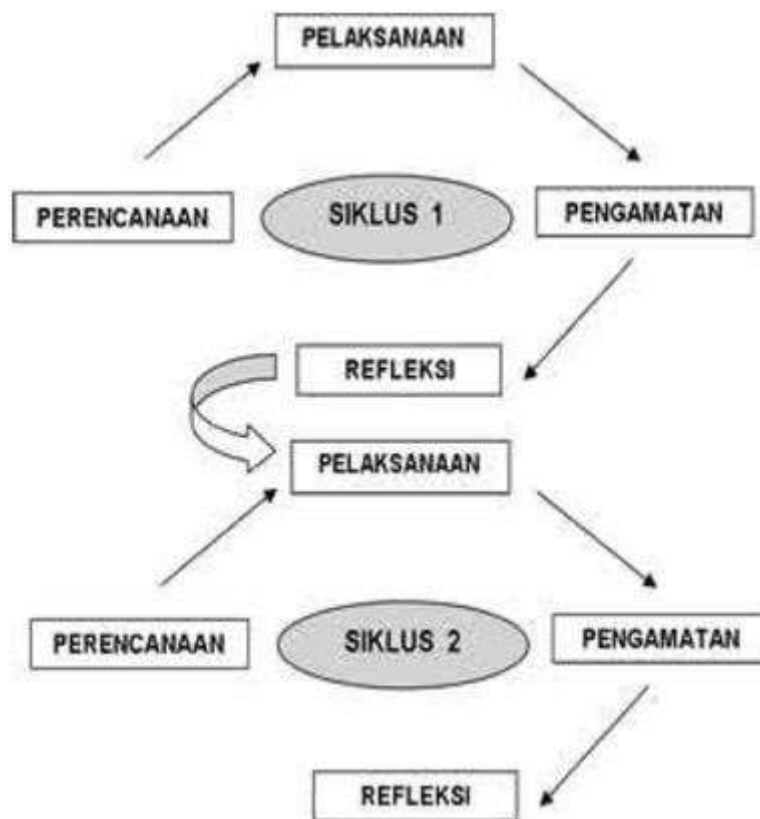 PELAKSANAAN
PERENCANAAN
SIKLUS 1
PENGAMATAN
REFLEKSI
PELAKSANAAN
PERENCANAAN
SIKLUS 2
PENGAMATAN
REFLEKSI